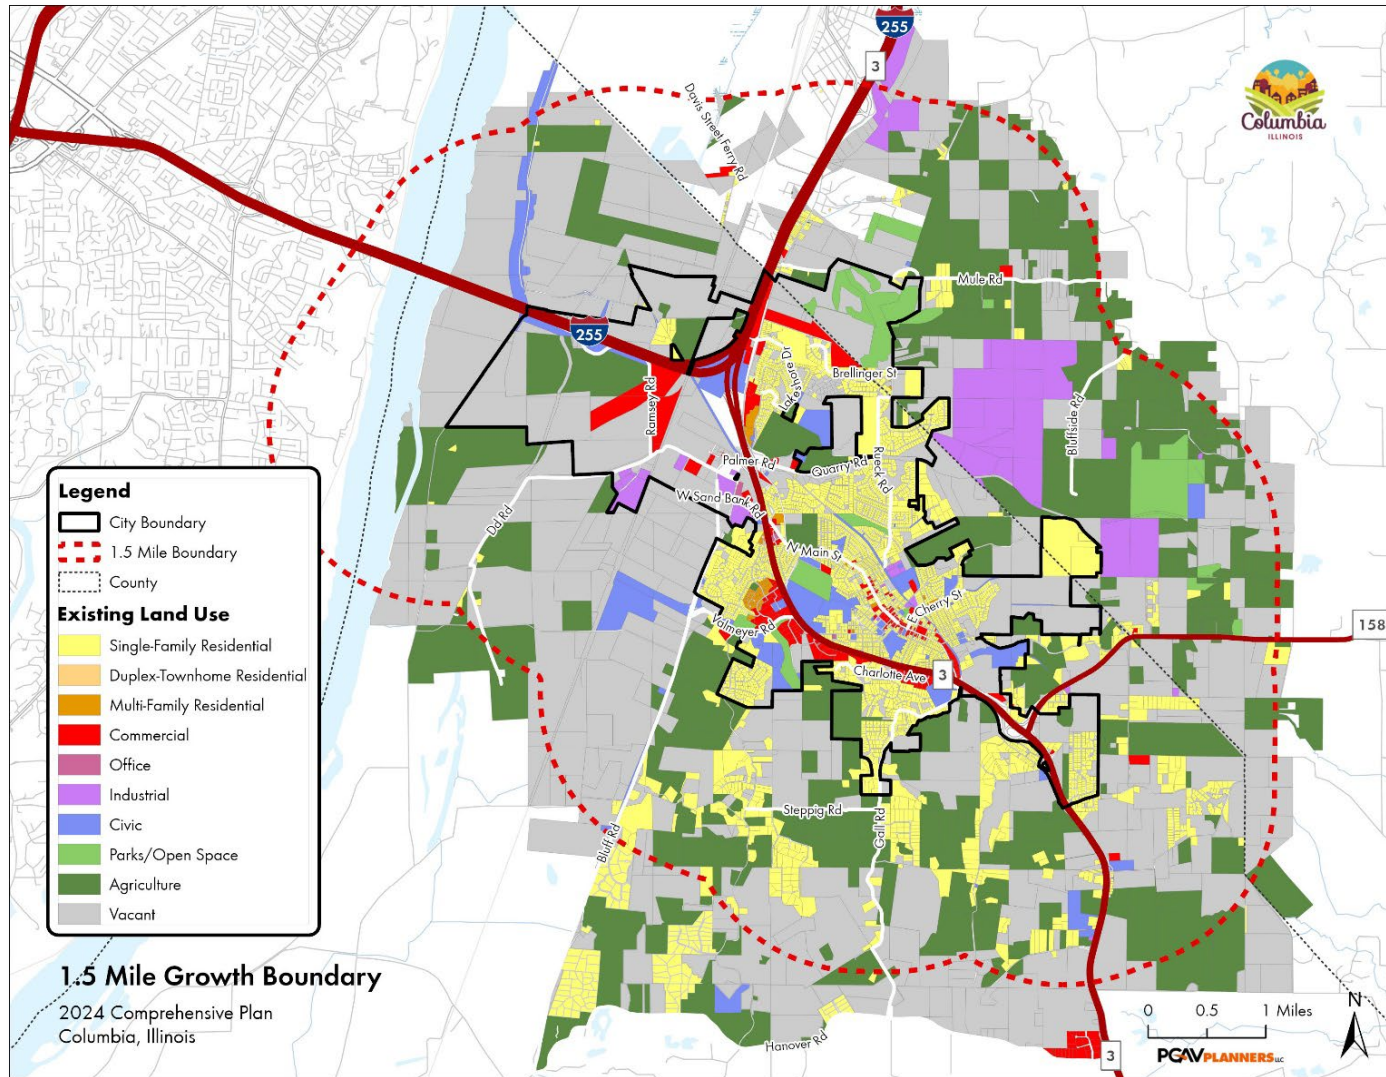 255
3
Davis Street Ferry Rd
Columbia
ILLINOIS
Mule Rd
255
Lakeshore Dr
Brellinger St
Ramsey Rd
Bluffside Rd
Rueck Rd
Palmer Rd
Quarry Rd
W Sand Bank Rd
Dd Rd
N Main St
E Cherry St
Valmeyer Rd
158
Charlotte Ave
3
Steppig Rd
Gall Rd
Bluff Rd
Hanover Rd
3
Legend
City Boundary
1.5 Mile Boundary
County
Existing Land Use
Single-Family Residential
Duplex-Townhome Residential
Multi-Family Residential
Commercial
Office
Industrial
Civic
Parks/Open Space
Agriculture
Vacant
1.5 Mile Growth Boundary
2024 Comprehensive Plan
Columbia, Illinois
N
0 0.5 1 Miles
PGAV PLANNERS LLC